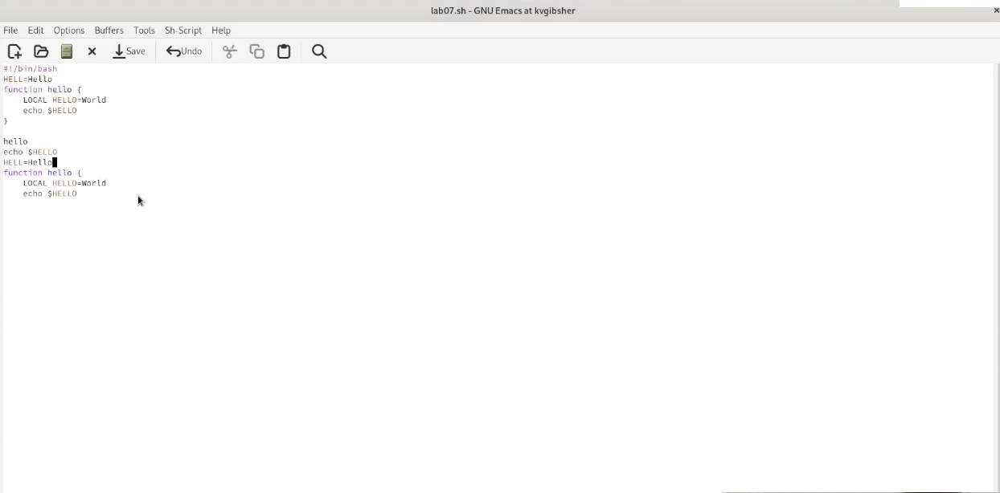 lab07.sh - GNU Emacs at kvgibsher
File Edit Options Buffers Tools Sh-Script Help
Save Undo
#!/bin/bash
HELL=Hello
function hello {
    LOCAL HELLO=World
    echo $HELLO
}

hello
echo $HELLO
HELL=Hello
function hello {
    LOCAL HELLO=World
    echo $HELLO